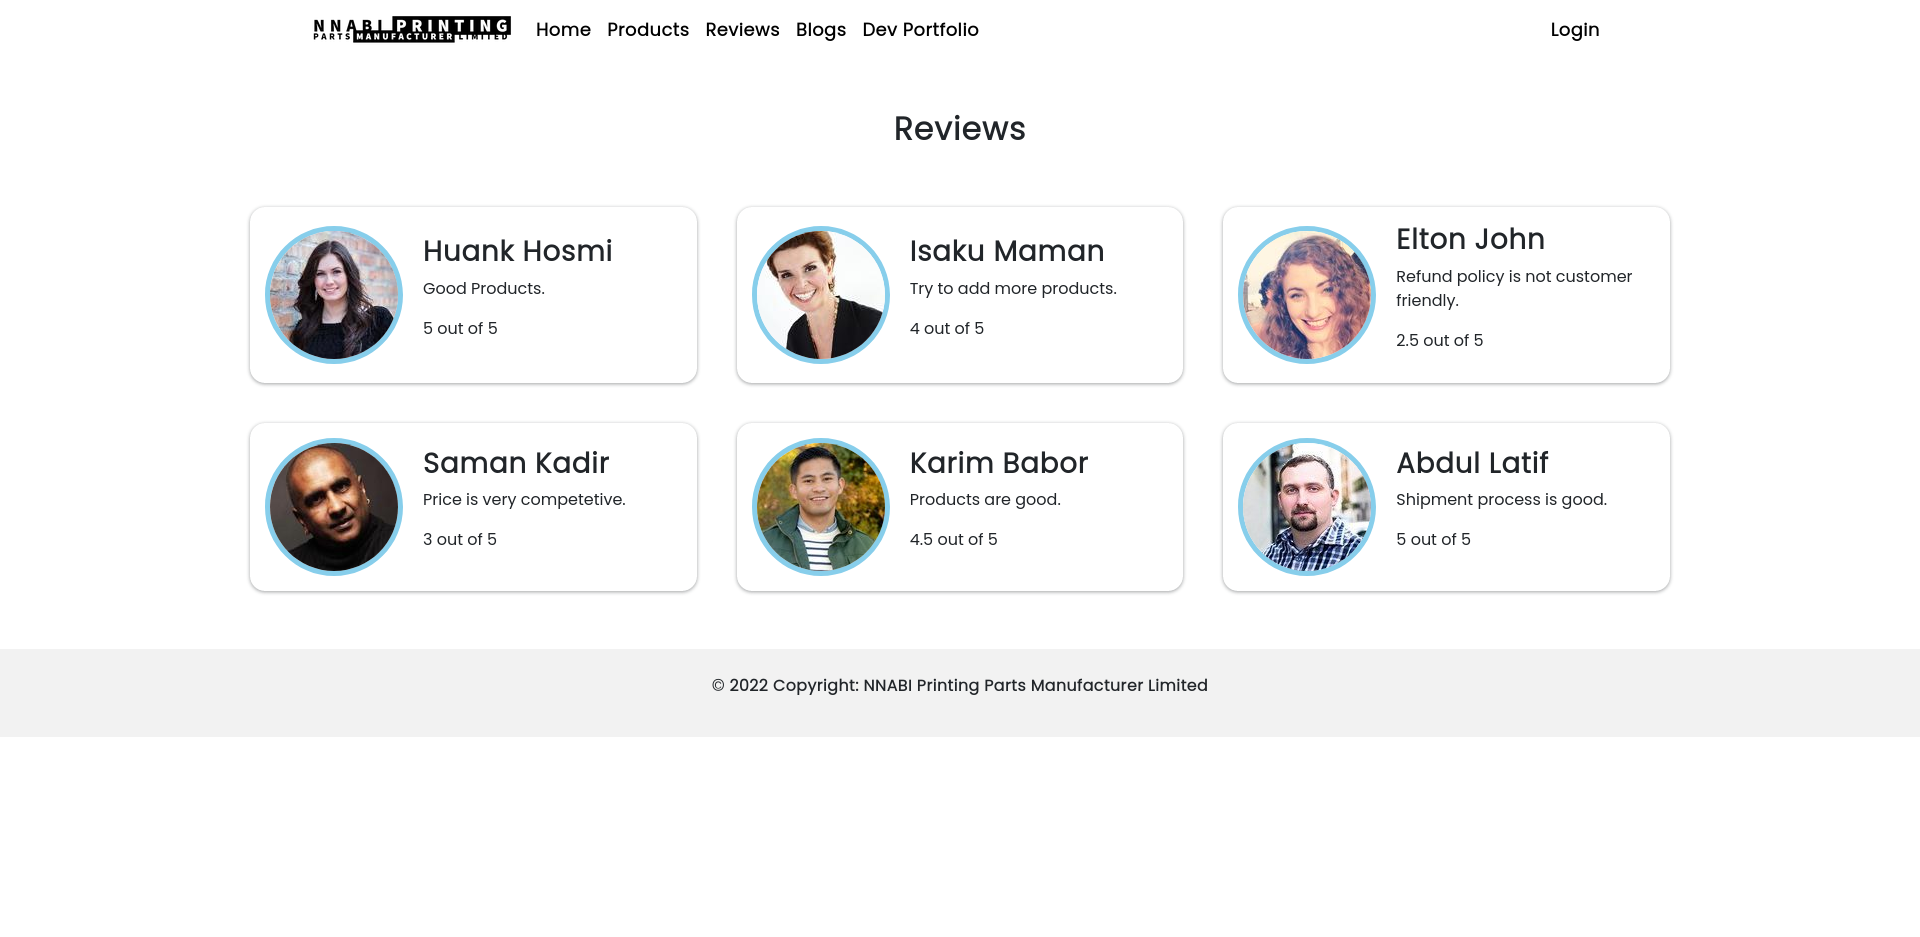 NNABI PRINTING
PARTS MANUFACTURER LIMITED
Home Products Reviews Blogs Dev Portfolio Login
Reviews
Huank Hosmi
Good Products.
5 out of 5
Isaku Maman
Try to add more products.
4 out of 5
Elton John
Refund policy is not customer
friendly.
2.5 out of 5
Saman Kadir
Price is very competetive.
3 out of 5
Karim Babor
Products are good.
4.5 out of 5
Abdul Latif
Shipment process is good.
5 out of 5
© 2022 Copyright: NNABI Printing Parts Manufacturer Limited